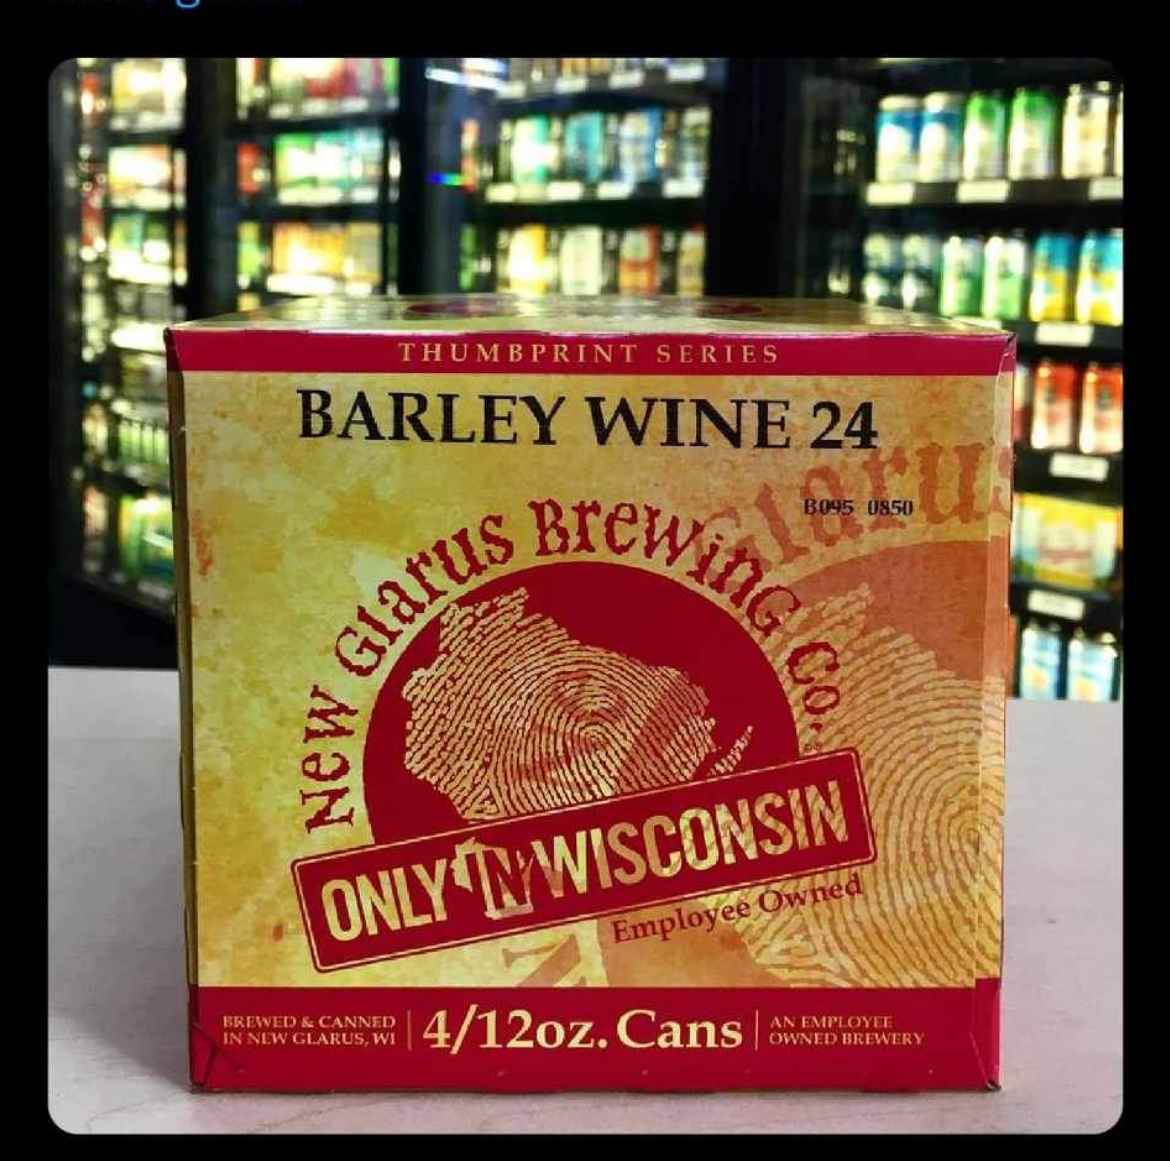 THUMBPRINT SERIES
BARLEY WINE 24
Glarus
B095 0850
New Glarus Brewing Co.
ONLY IN WISCONSIN
Employee Owned
BREWED & CANNED
IN NEW GLARUS, WI
4/12oz. Cans
AN EMPLOYEE
OWNED BREWERY